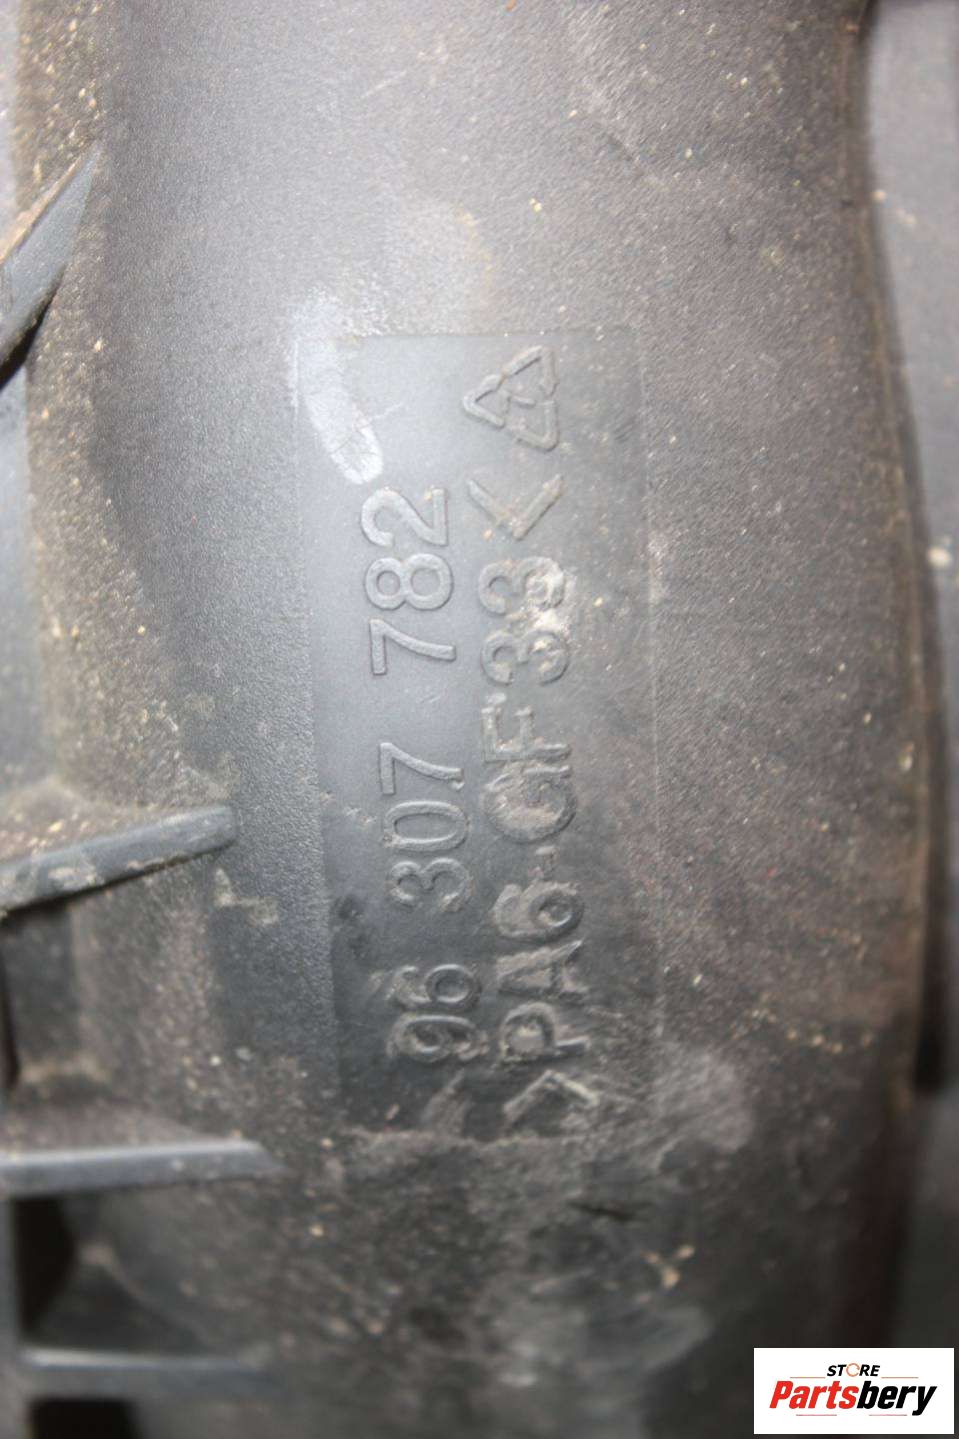 96 307 782
>PA6-GF33<
STORE
Partsbery